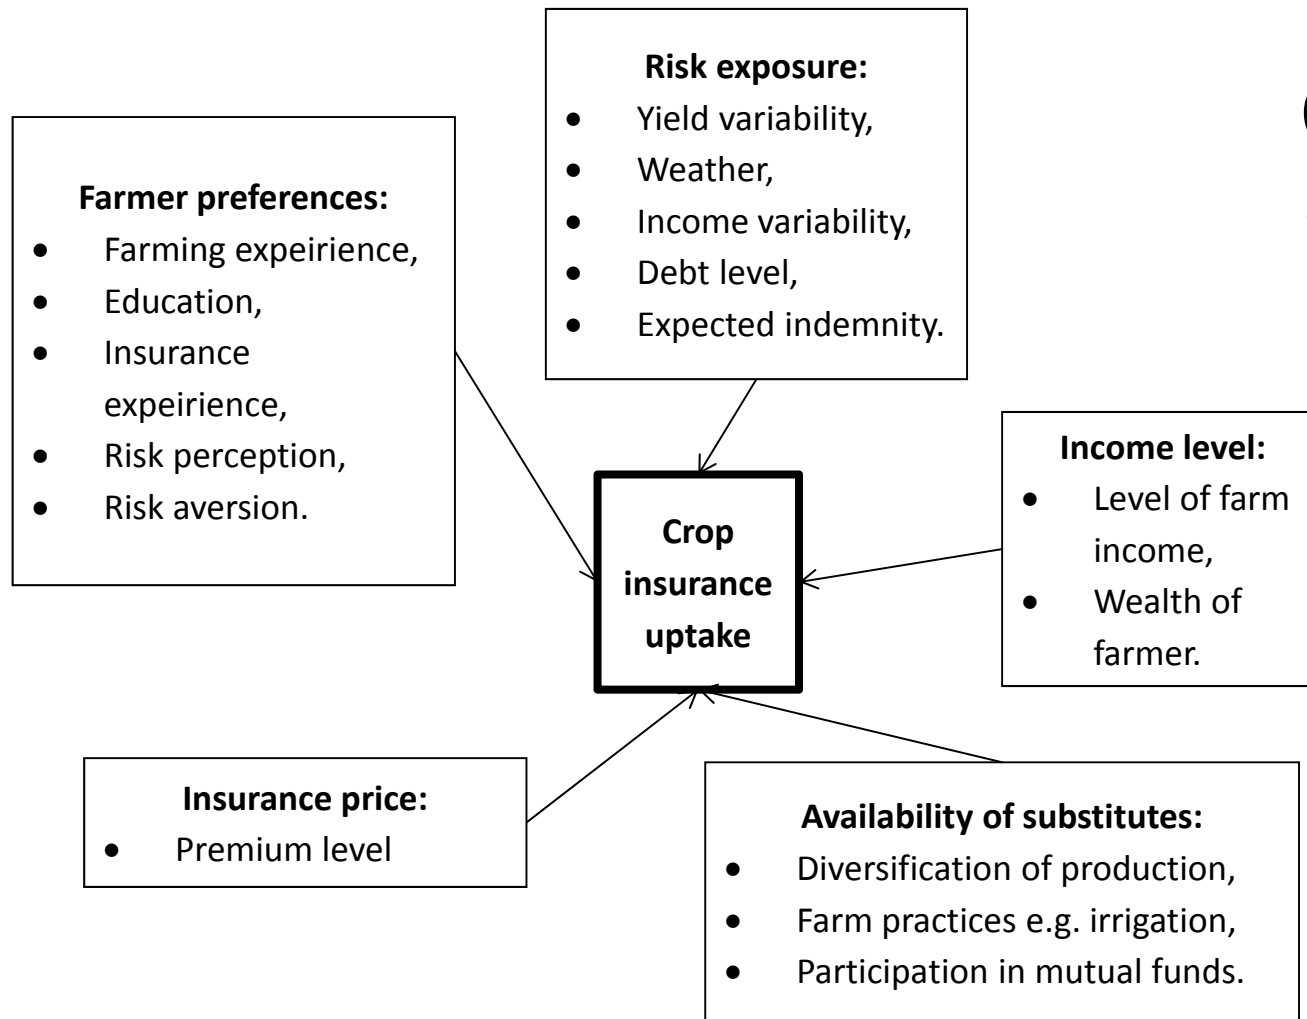 Risk exposure:
• Yield variability,
• Weather,
• Income variability,
• Debt level,
• Expected indemnity.
Farmer preferences:
• Farming expeirience,
• Education,
• Insurance
expeirience,
• Risk perception,
• Risk aversion.
Crop
insurance
uptake
Income level:
• Level of farm
income,
• Wealth of
farmer.
Insurance price:
• Premium level
Availability of substitutes:
• Diversification of production,
• Farm practices e.g. irrigation,
• Participation in mutual funds.